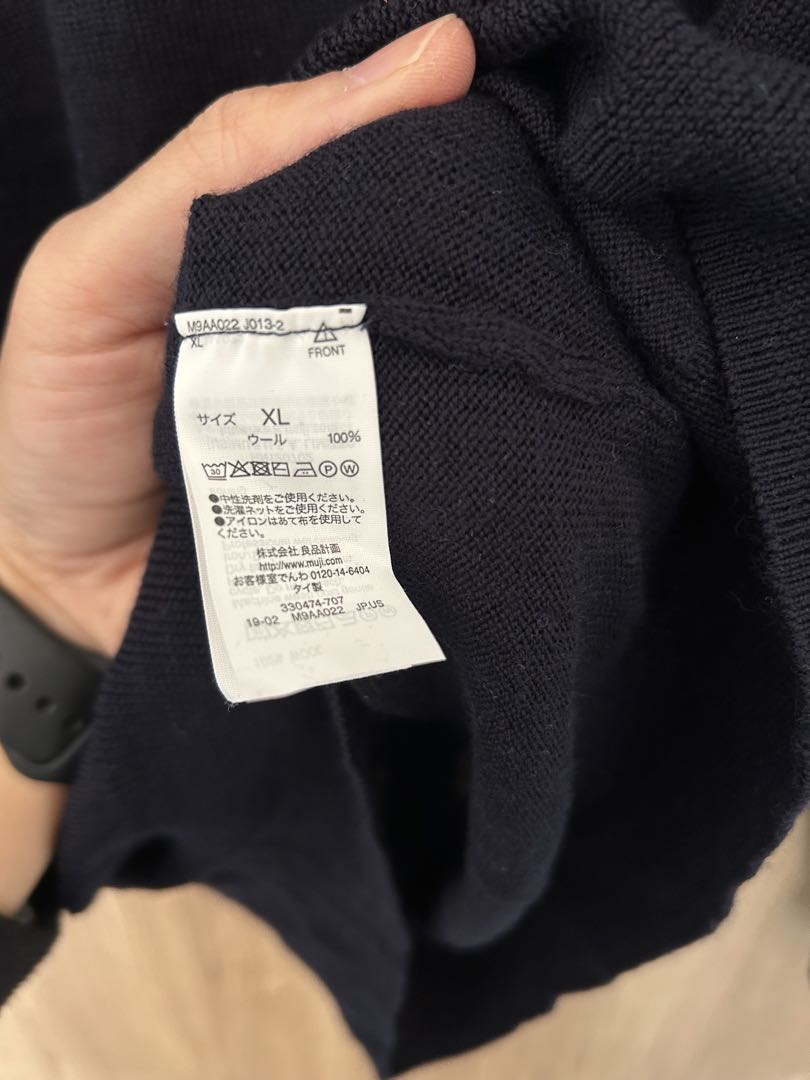 M9AA022 J013-2
XL
FRONT
サイズ XL
ウール 100%
30 P W
●中性洗剤をご使用ください。
●洗濯ネットをご使用ください。
●アイロンはあて布を使用して
ください。
株式会社 良品計画
http://www.muji.com/
お客様室でんわ 0120-14-6404
タイ製
330474-707
19-02 M9AA022 JP,US